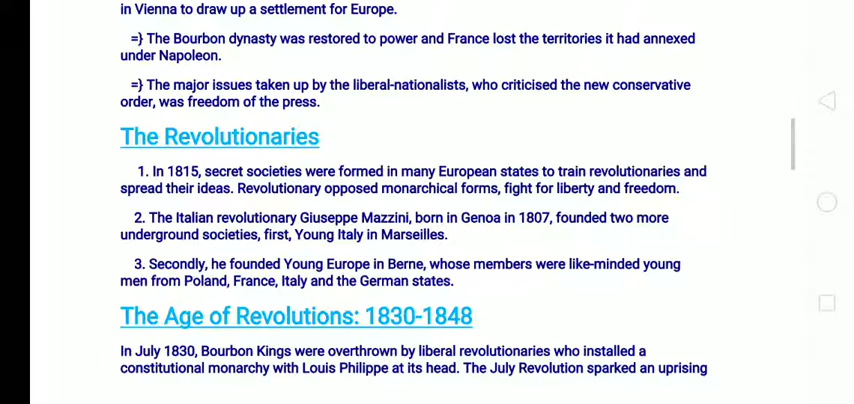 in Vienna to draw up a settlement for Europe.
=} The Bourbon dynasty was restored to power and France lost the territories it had annexed
under Napoleon.
=} The major issues taken up by the liberal-nationalists, who criticised the new conservative
order, was freedom of the press.
The Revolutionaries
1. In 1815, secret societies were formed in many European states to train revolutionaries and
spread their ideas. Revolutionary opposed monarchical forms, fight for liberty and freedom.
2. The Italian revolutionary Giuseppe Mazzini, born in Genoa in 1807, founded two more
underground societies, first, Young Italy in Marseilles.
3. Secondly, he founded Young Europe in Berne, whose members were like-minded young
men from Poland, France, Italy and the German states.
The Age of Revolutions: 1830-1848
In July 1830, Bourbon Kings were overthrown by liberal revolutionaries who installed a
constitutional monarchy with Louis Philippe at its head. The July Revolution sparked an uprising